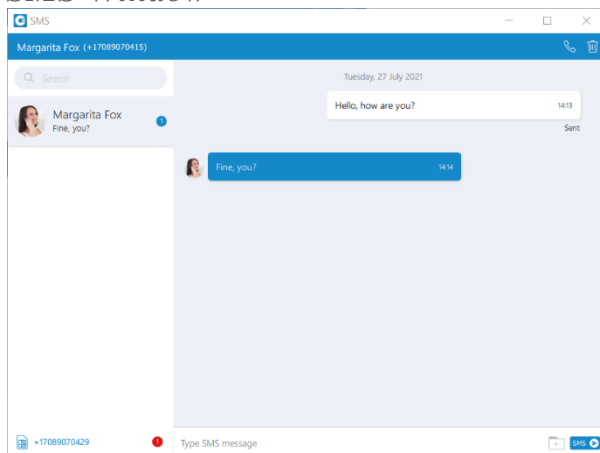 SMS
Margarita Fox (+17089070415)
Search
Tuesday, 27 July 2021
Hello, how are you? 14:13
Sent
Margarita Fox
Fine, you?
1
Fine, you? 14:14
+17089070429 1
Type SMS message
SMS